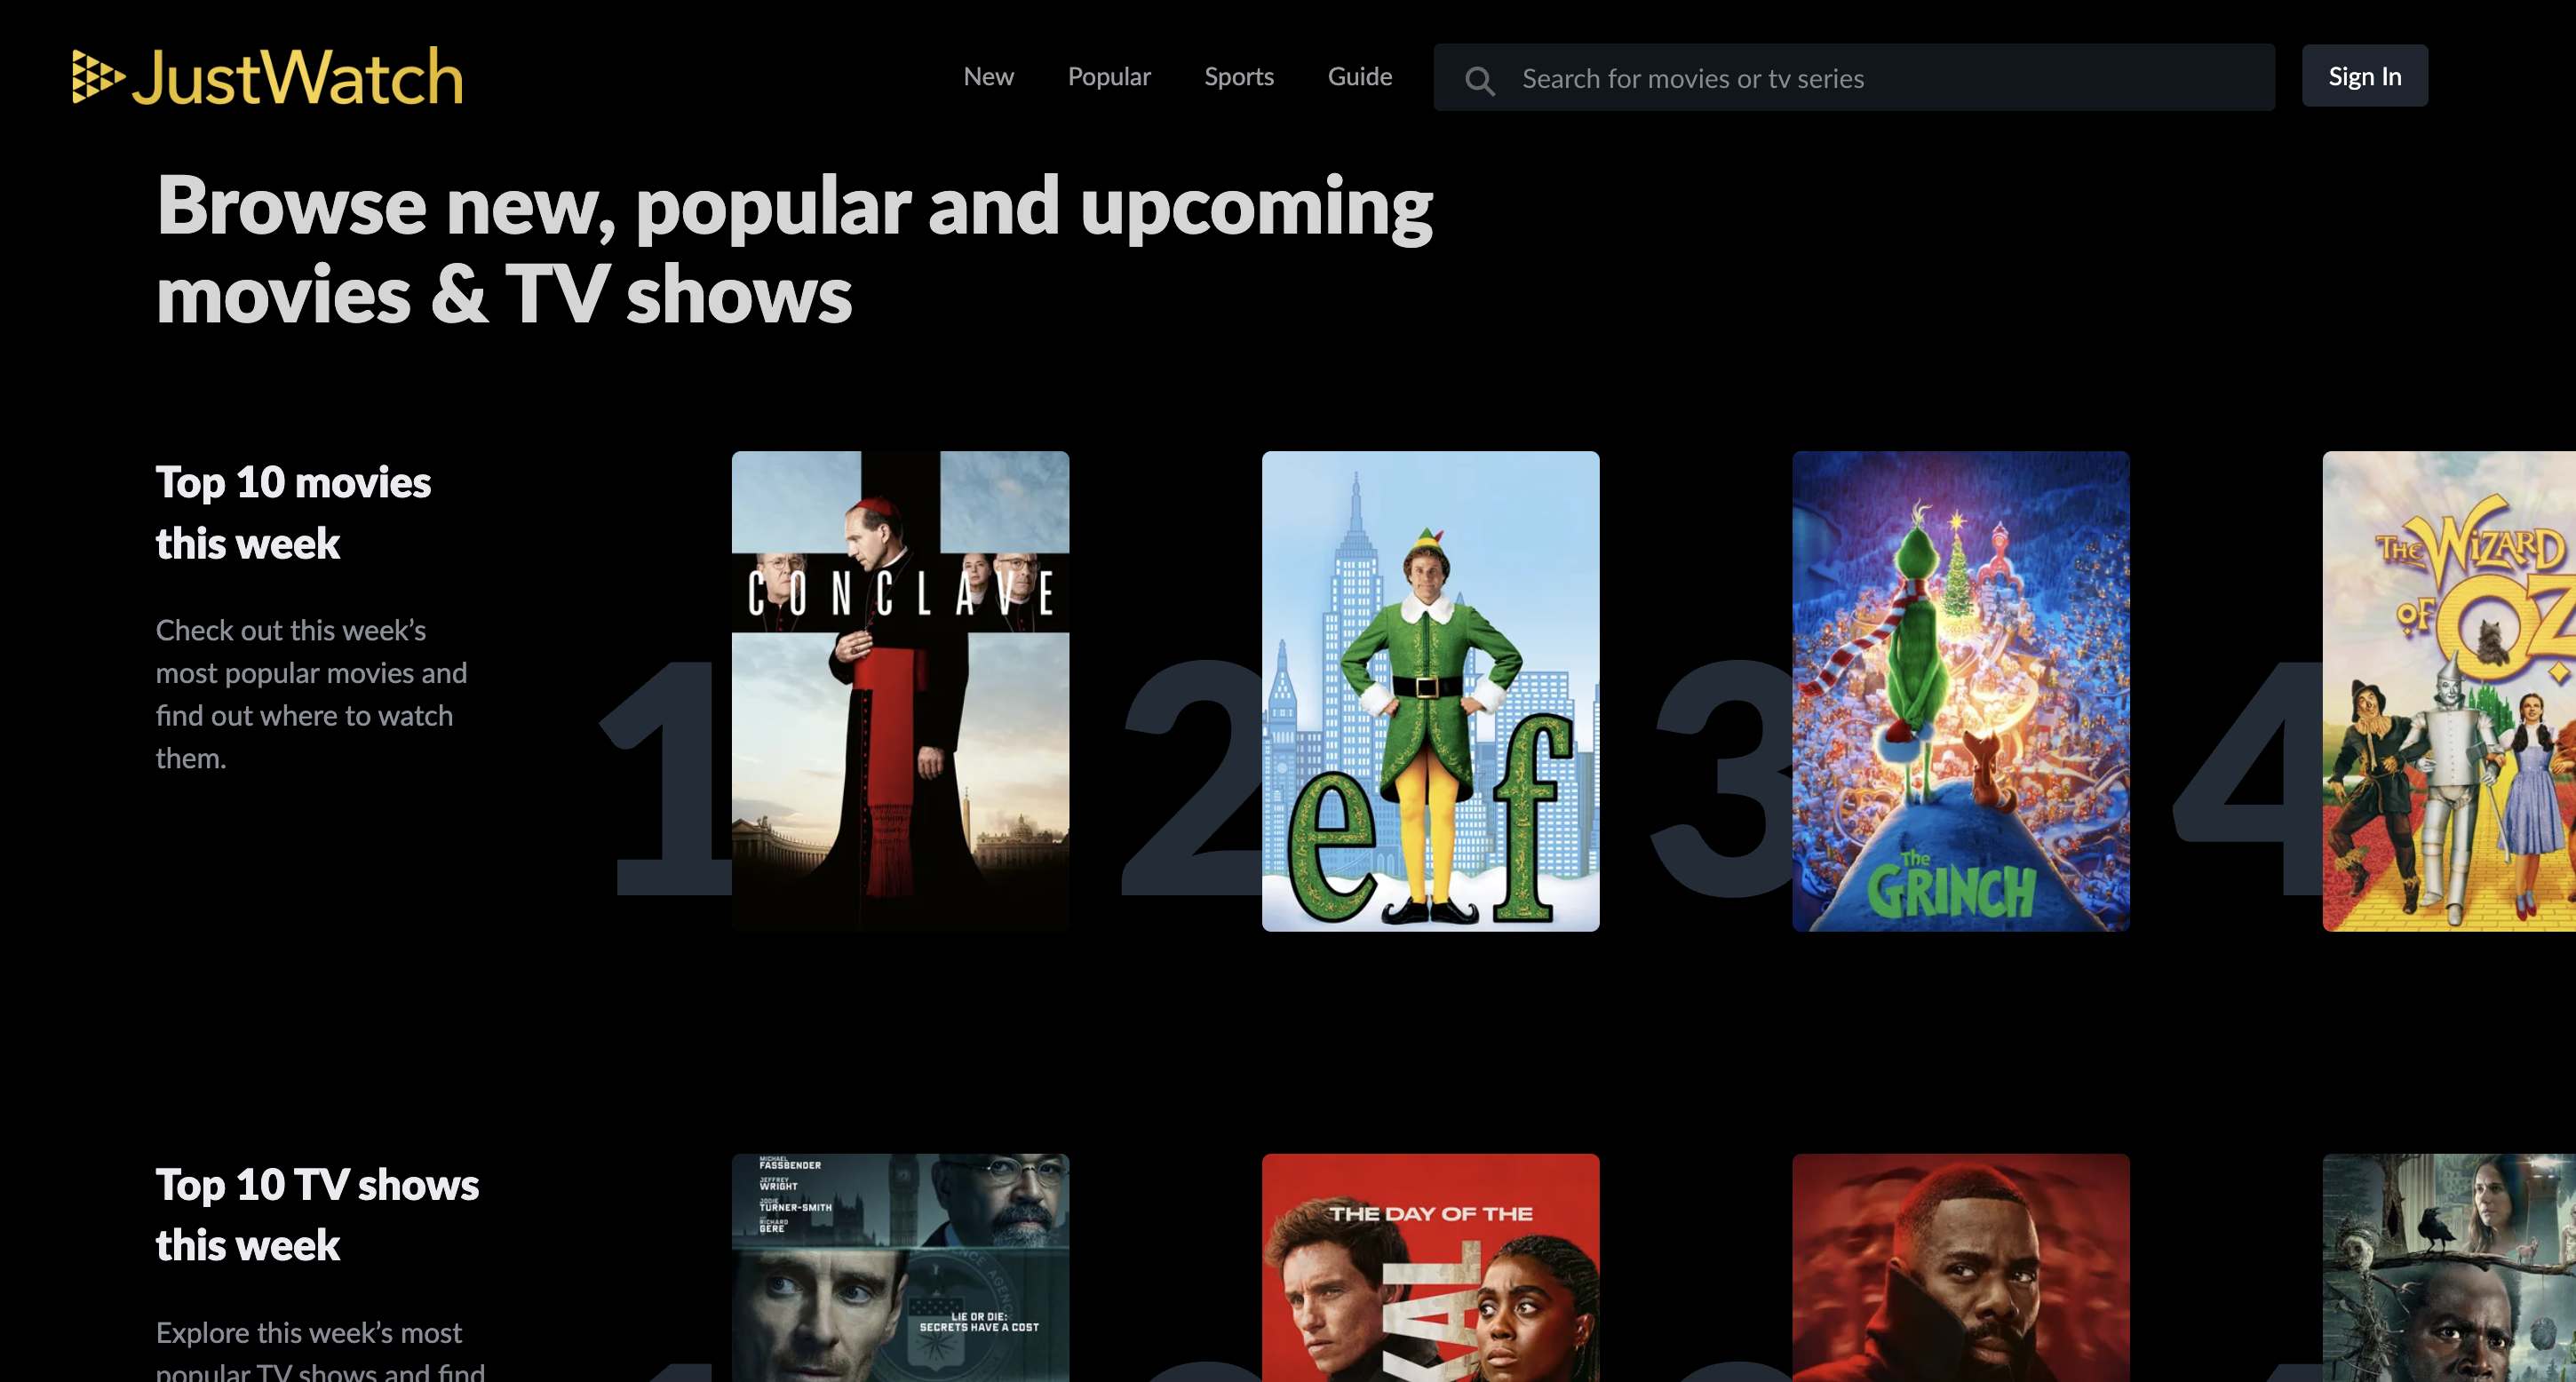 JustWatch
New
Popular
Sports
Guide
Search for movies or tv series
Sign In
Browse new, popular and upcoming
movies & TV shows
Top 10 movies
this week
Check out this week’s
most popular movies and
find out where to watch
them.
1
CONCLAVE
2
elf
3
The
GRINCH
4
THE WIZARD
OF OZ
Top 10 TV shows
this week
Explore this week’s most
popular TV shows and find
MICHAEL
FASSBENDER
JEFFREY
WRIGHT
JODIE
TURNER-SMITH
RICHARD
GERE
LIE OR DIE:
SECRETS HAVE A COST
THE DAY OF THE